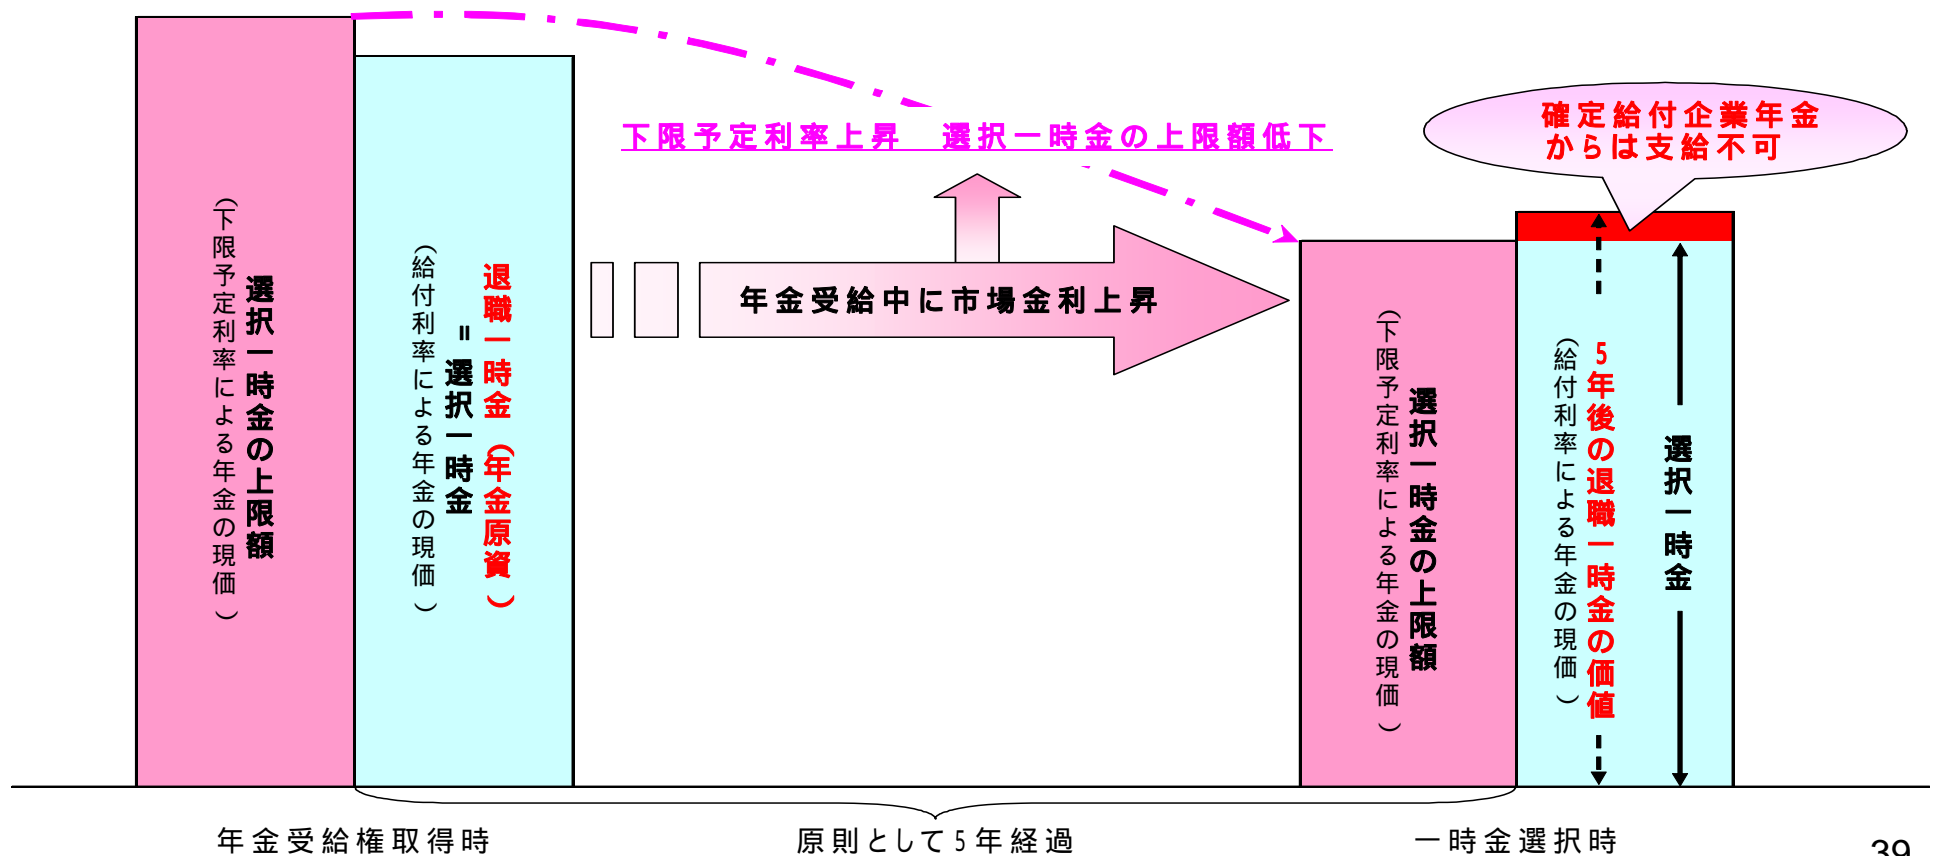 下限予定利率上昇　選択一時金の上限額低下
確定給付企業年金
からは支給不可
選択一時金の上限額
（下限予定利率による年金の現価）
退職一時金（年金原資）
=選択一時金
（給付利率による年金の現価）
年金受給中に市場金利上昇
選択一時金の上限額
（下限予定利率による年金の現価）
選択一時金
5年後の退職一時金の価値
（給付利率による年金の現価）
年金受給権取得時
原則として5年経過
一時金選択時
39